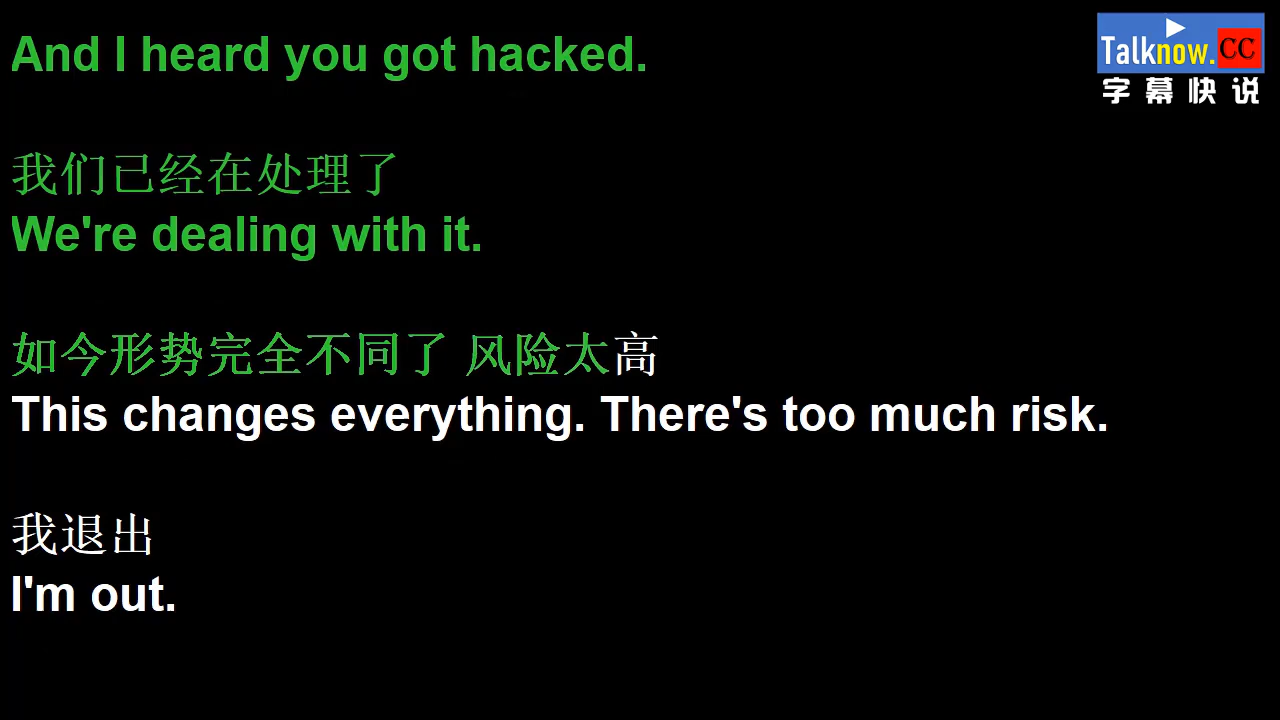 And I heard you got hacked.
Talknow.CC
字幕快说
我们已经在处理了
We're dealing with it.
如今形势完全不同了 风险太高
This changes everything. There's too much risk.
我退出
I'm out.